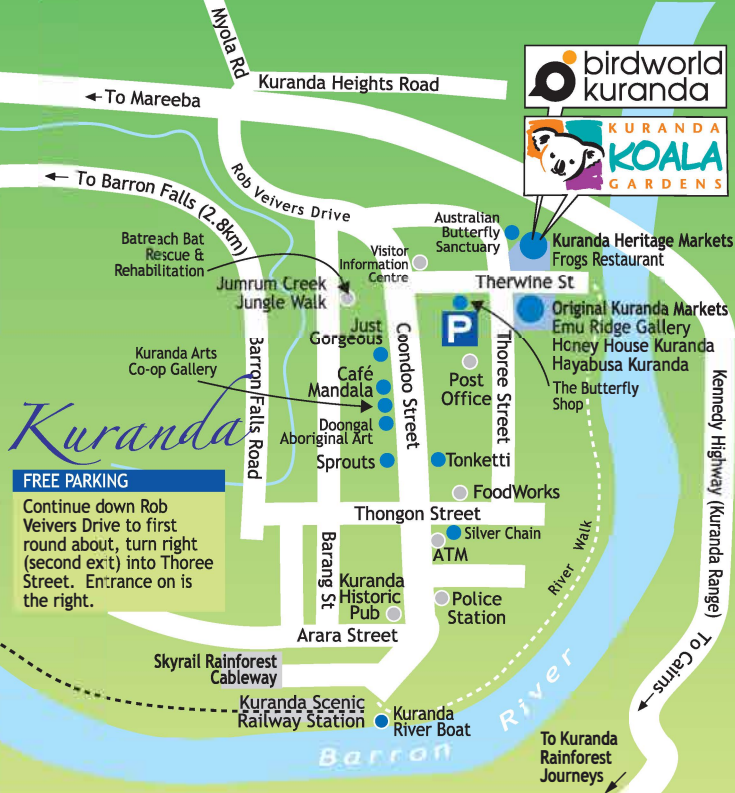 Myola Rd
Kuranda Heights Road
To Mareeba
birdworld
kuranda
KURANDA
KOALA
GARDENS
To Barron Falls (2.8km)
Rob Veivers Drive
Batreach Bat
Rescue &
Rehabilitation
Australian
Butterfly
Sanctuary
Visitor
Information
Centre
Kuranda Heritage Markets
Frogs Restaurant
Jumrum Creek
Jungle Walk
Therwine St
Original Kuranda Markets
Emu Ridge Gallery
Honey House Kuranda
Hayabusa Kuranda
P
Just
Gorgeous
Kuranda Arts
Co-op Gallery
Café
Mandala
Post
Office
The Butterfly
Shop
Doongal
Aboriginal Art
Sprouts
Tonketti
Barron Falls Road
Coondoo Street
Thoree Street
Kennedy Highway (Kuranda Range)
Kuranda
FREE PARKING
Continue down Rob
Veivers Drive to first
round about, turn right
(second exit) into Thoree
Street. Entrance on is
the right.
FoodWorks
Thongon Street
Silver Chain
ATM
Barang St
River Walk
Kuranda
Historic
Pub
Police
Station
Arara Street
To Cairns
Skyrail Rainforest
Cableway
Kuranda Scenic
Railway Station
Kuranda
River Boat
Barron River
To Kuranda
Rainforest
Journeys